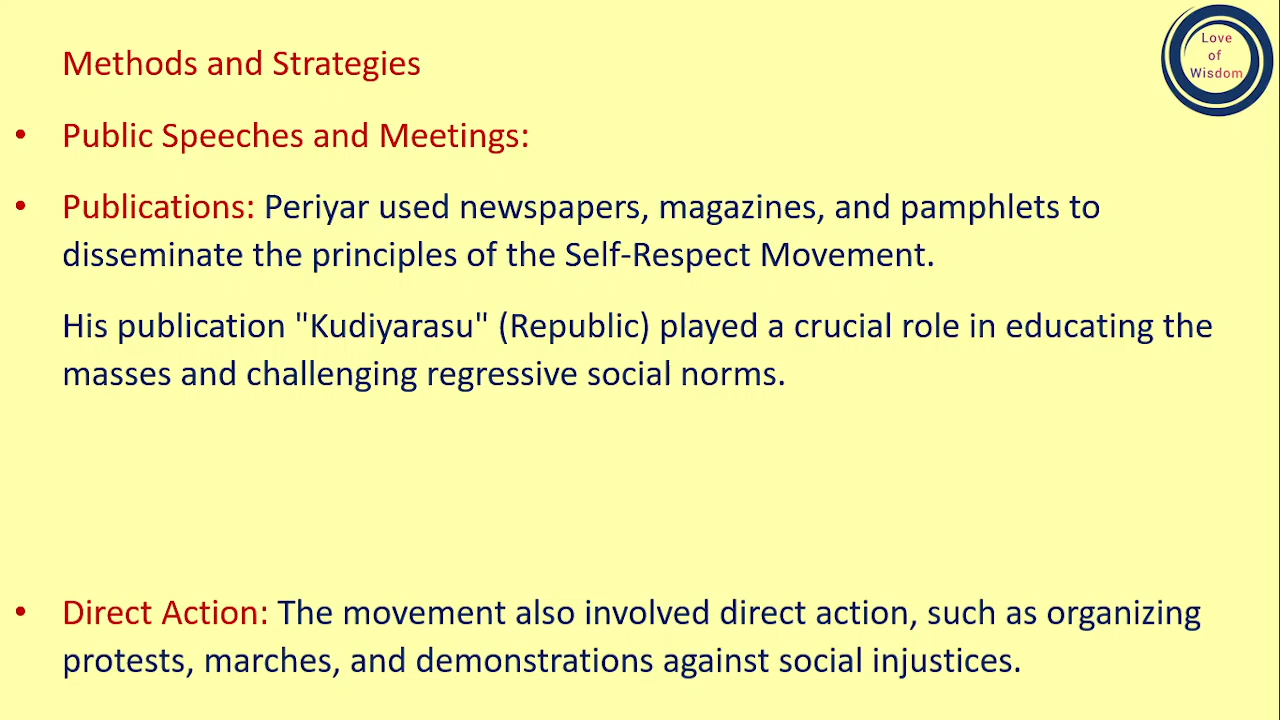 Love
of
Wisdom
Methods and Strategies
• Public Speeches and Meetings:
• Publications: Periyar used newspapers, magazines, and pamphlets to
disseminate the principles of the Self-Respect Movement.
His publication "Kudiyarasu" (Republic) played a crucial role in educating the
masses and challenging regressive social norms.
• Direct Action: The movement also involved direct action, such as organizing
protests, marches, and demonstrations against social injustices.